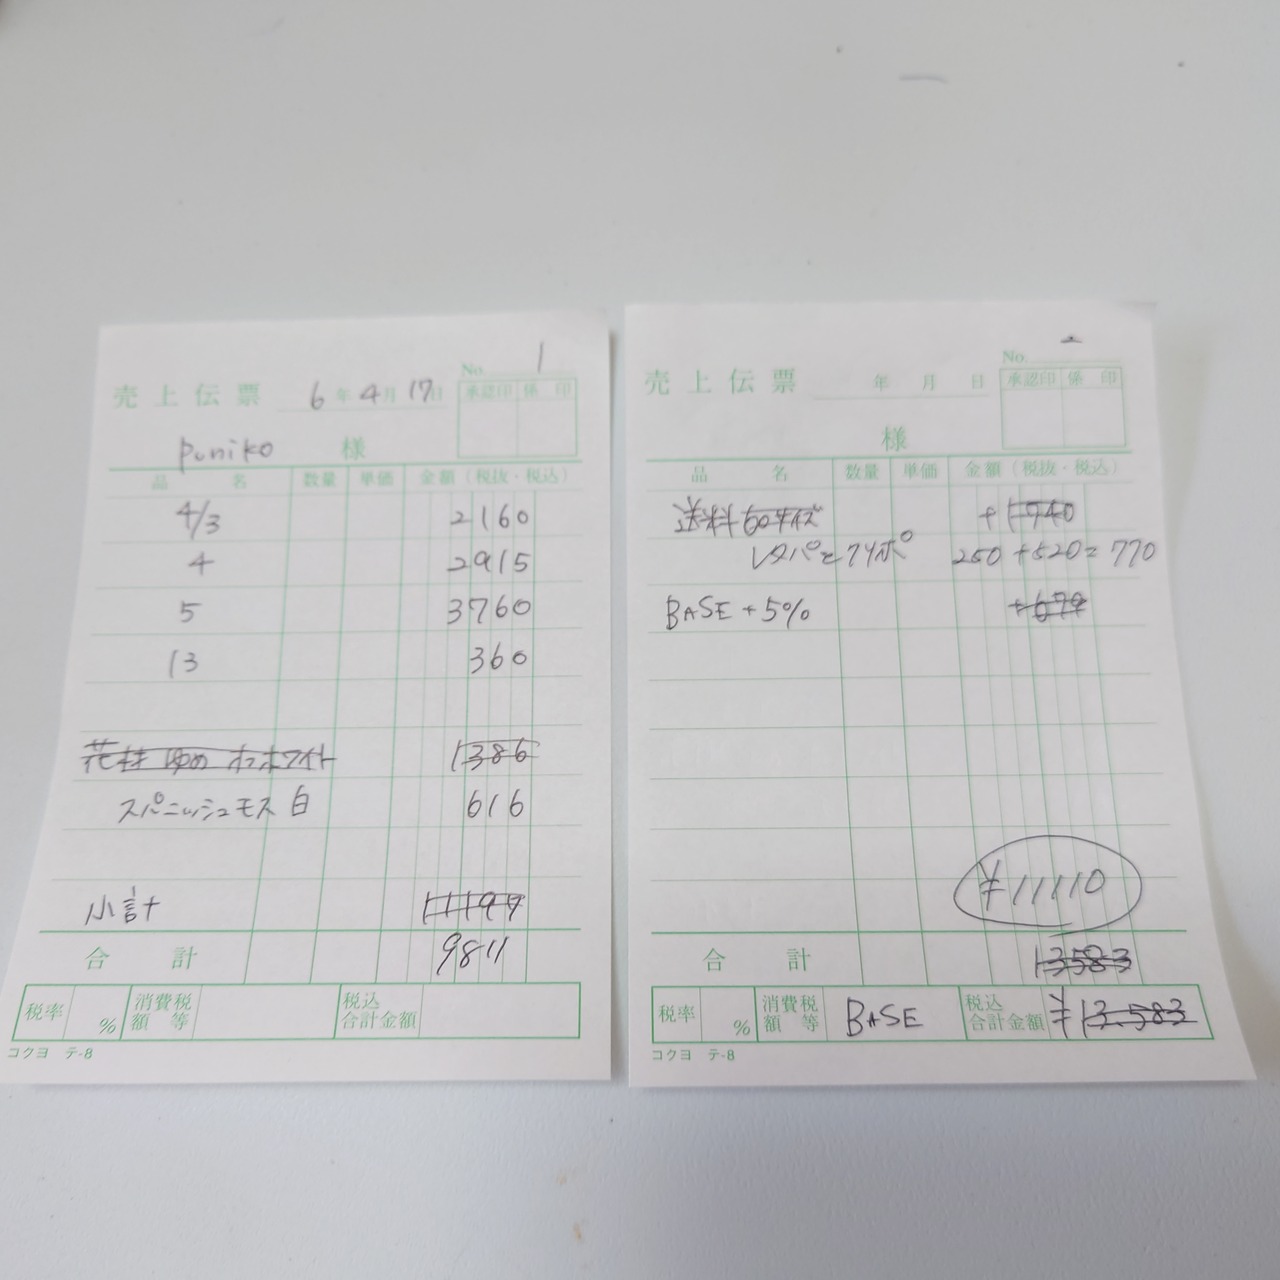 No. 1
売上伝票 6年4月17日
承認印 係印
Puniko 様
品名 数量 単価 金額(税抜・税込)
4/3 2160
4 2915
5 3760
13 360
花材 ゆめ ホワイト 1386
スパニッシュモス 白 616
小計 11197
合計 9811
税率 % 消費税額等 税込合計金額
コクヨ テ-8
No. 2
売上伝票 年 月 日
承認印 係印
様
品名 数量 単価 金額(税抜・税込)
送料 60サイズ +1740
レタパとクリポ 250+520=770
BASE+5% +679
¥11110
合計 13583
税率 % 消費税額等 BASE 税込合計金額 ¥13.583
コクヨ テ-8